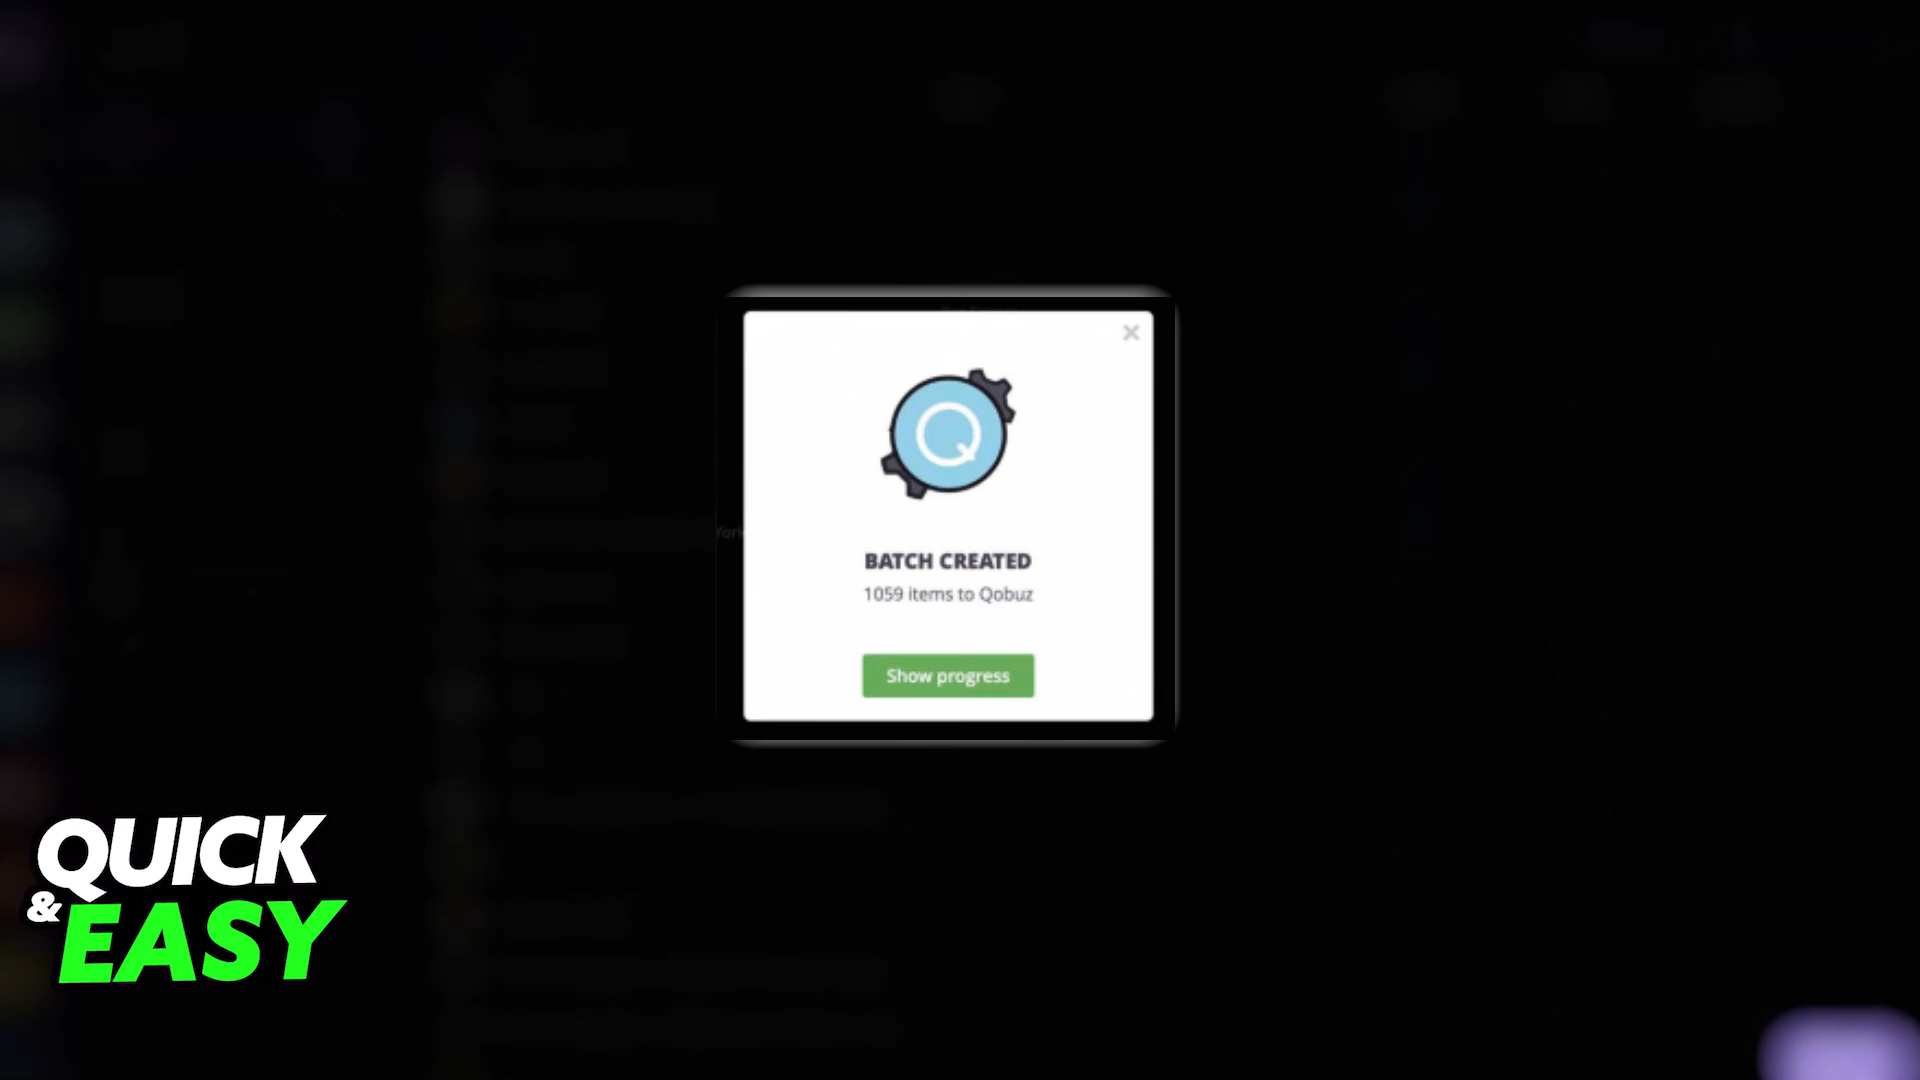 BATCH CREATED
1059 items to Qobuz
Show progress
QUICK
& EASY